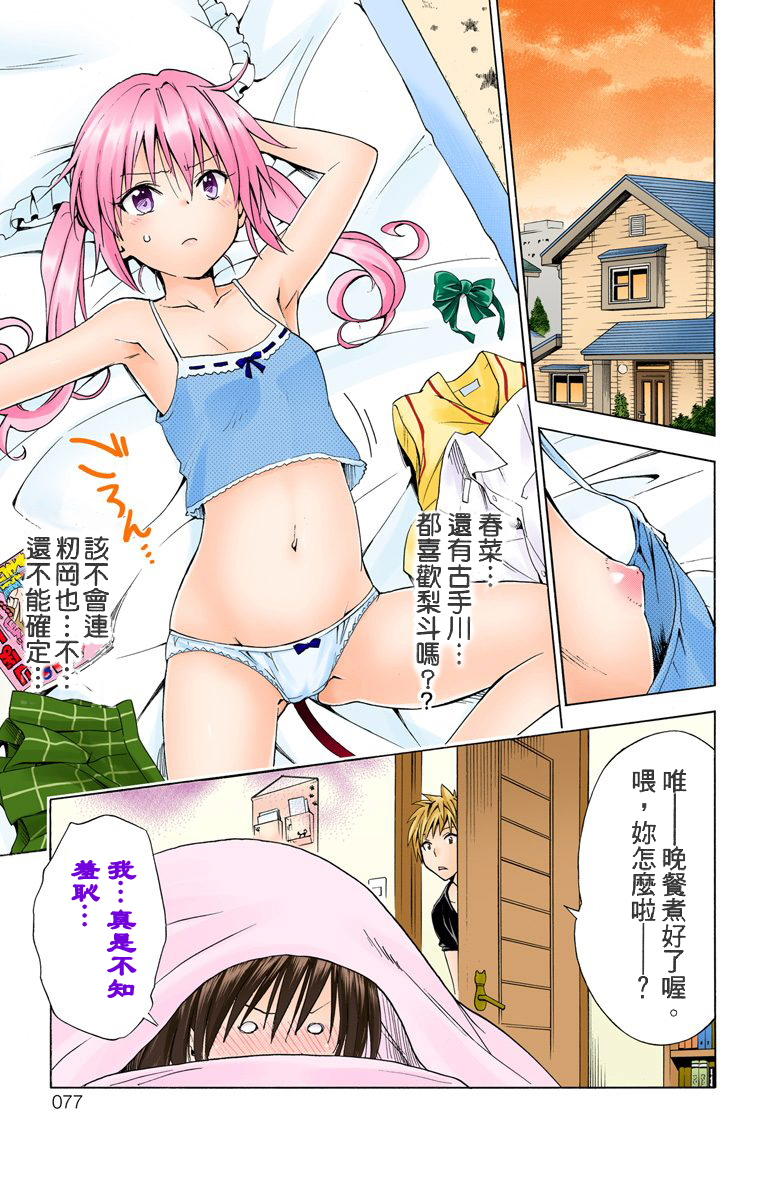 春菜…
還有古手川…
都喜歡梨斗嗎？？
ごろん…
該不會連
籾岡也…不…
還不能確定…
唯——晚餐煮好了喔。
喂，妳怎麼啦——？
我…真是不知
羞恥…
077